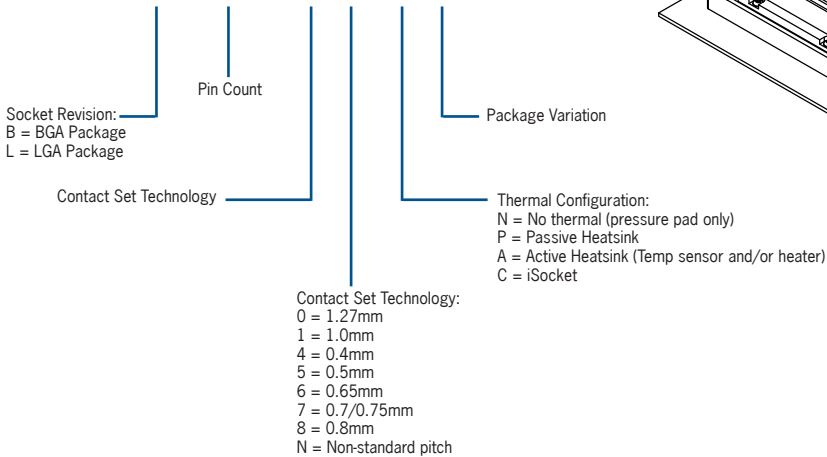 Pin Count
Socket Revision:
B = BGA Package
L = LGA Package
Package Variation
Contact Set Technology
Thermal Configuration:
N = No thermal (pressure pad only)
P = Passive Heatsink
A = Active Heatsink (Temp sensor and/or heater)
C = iSocket
Contact Set Technology:
0 = 1.27mm
1 = 1.0mm
4 = 0.4mm
5 = 0.5mm
6 = 0.65mm
7 = 0.7/0.75mm
8 = 0.8mm
N = Non-standard pitch